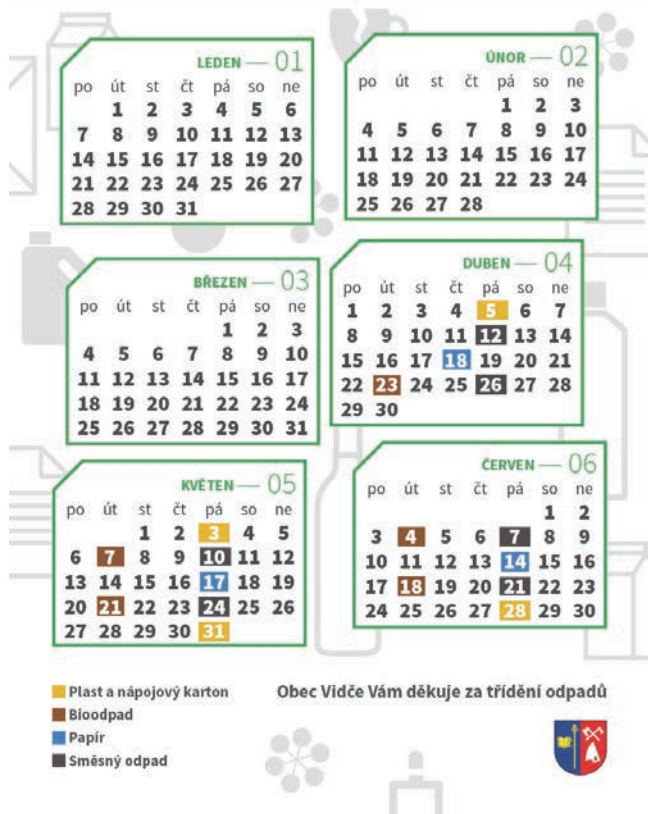 LEDEN — 01
po út st čt pá so ne
1 2 3 4 5 6
7 8 9 10 11 12 13
14 15 16 17 18 19 20
21 22 23 24 25 26 27
28 29 30 31
ÚNOR — 02
po út st čt pá so ne
1 2 3
4 5 6 7 8 9 10
11 12 13 14 15 16 17
18 19 20 21 22 23 24
25 26 27 28
BŘEZEN — 03
po út st čt pá so ne
1 2 3
4 5 6 7 8 9 10
11 12 13 14 15 16 17
18 19 20 21 22 23 24
25 26 27 28 29 30 31
DUBEN — 04
po út st čt pá so ne
1 2 3 4 5 6 7
8 9 10 11 12 13 14
15 16 17 18 19 20 21
22 23 24 25 26 27 28
29 30
KVĚTEN — 05
po út st čt pá so ne
1 2 3 4 5
6 7 8 9 10 11 12
13 14 15 16 17 18 19
20 21 22 23 24 25 26
27 28 29 30 31
ČERVEN — 06
po út st čt pá so ne
1 2
3 4 5 6 7 8 9
10 11 12 13 14 15 16
17 18 19 20 21 22 23
24 25 26 27 28 29 30
Plast a nápojový karton
Bioodpad
Papír
Směsný odpad
Obec Vidče Vám děkuje za třídění odpadů